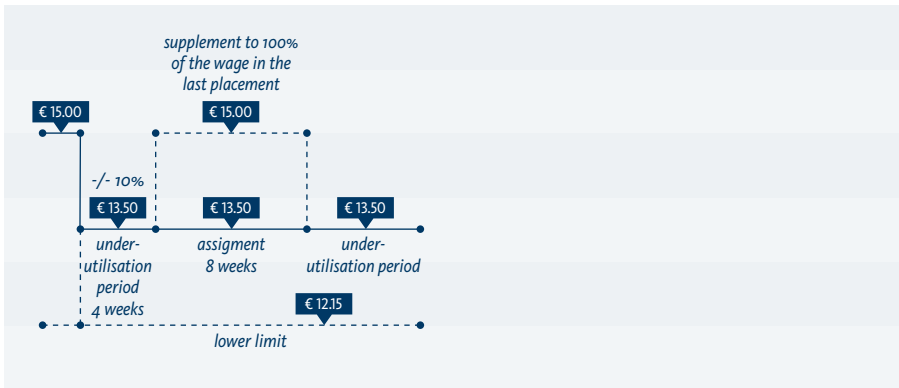 supplement to 100%
of the wage in the
last placement
€ 15.00
€ 15.00
-/- 10%
€ 13.50
€ 13.50
€ 13.50
under-
utilisation
period
4 weeks
assigment
8 weeks
under-
utilisation period
€ 12.15
lower limit